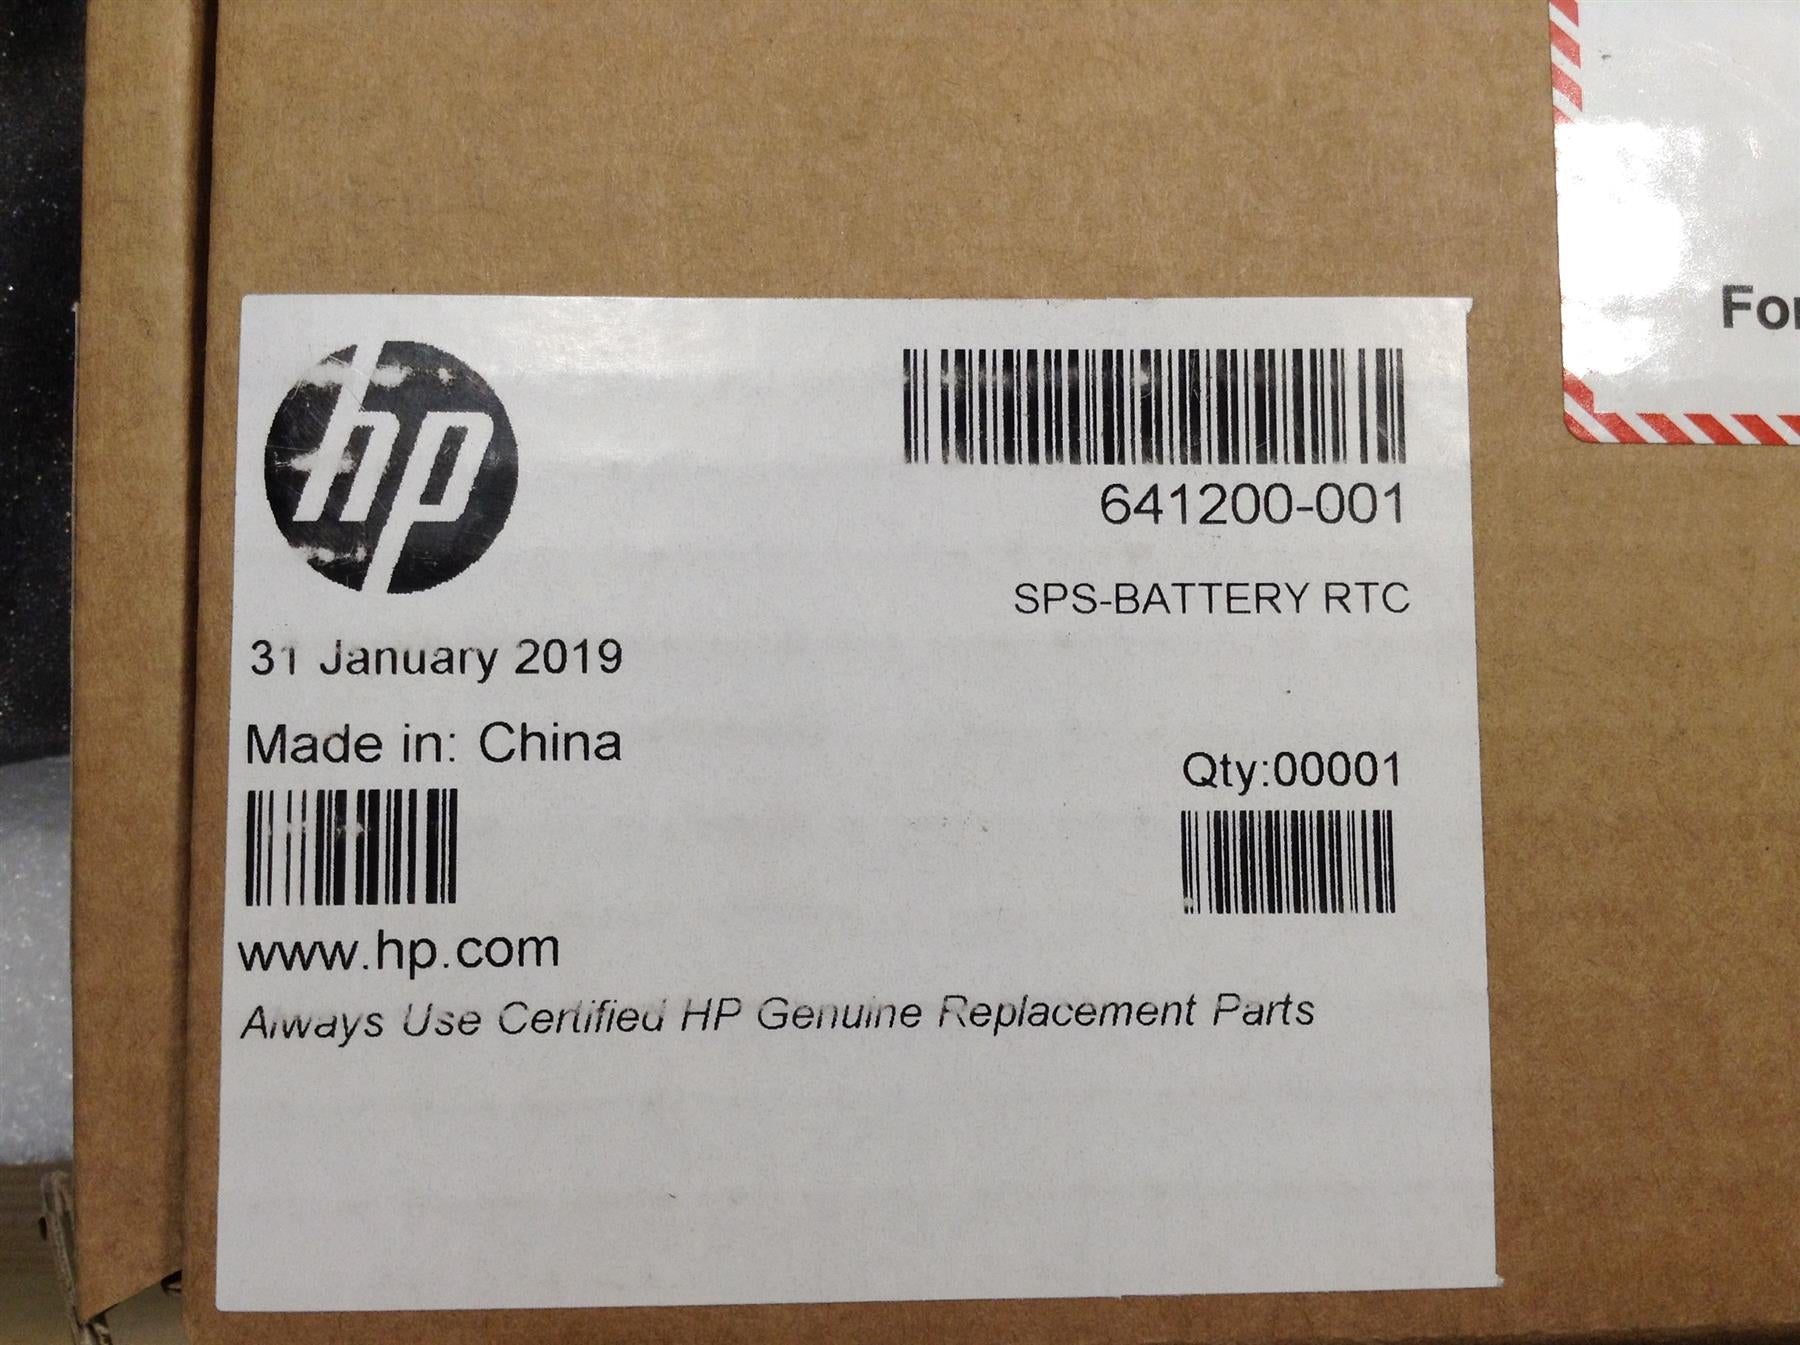 hp
641200-001
SPS-BATTERY RTC
31 January 2019
Made in: China
Qty:00001
www.hp.com
Always Use Certified HP Genuine Replacement Parts